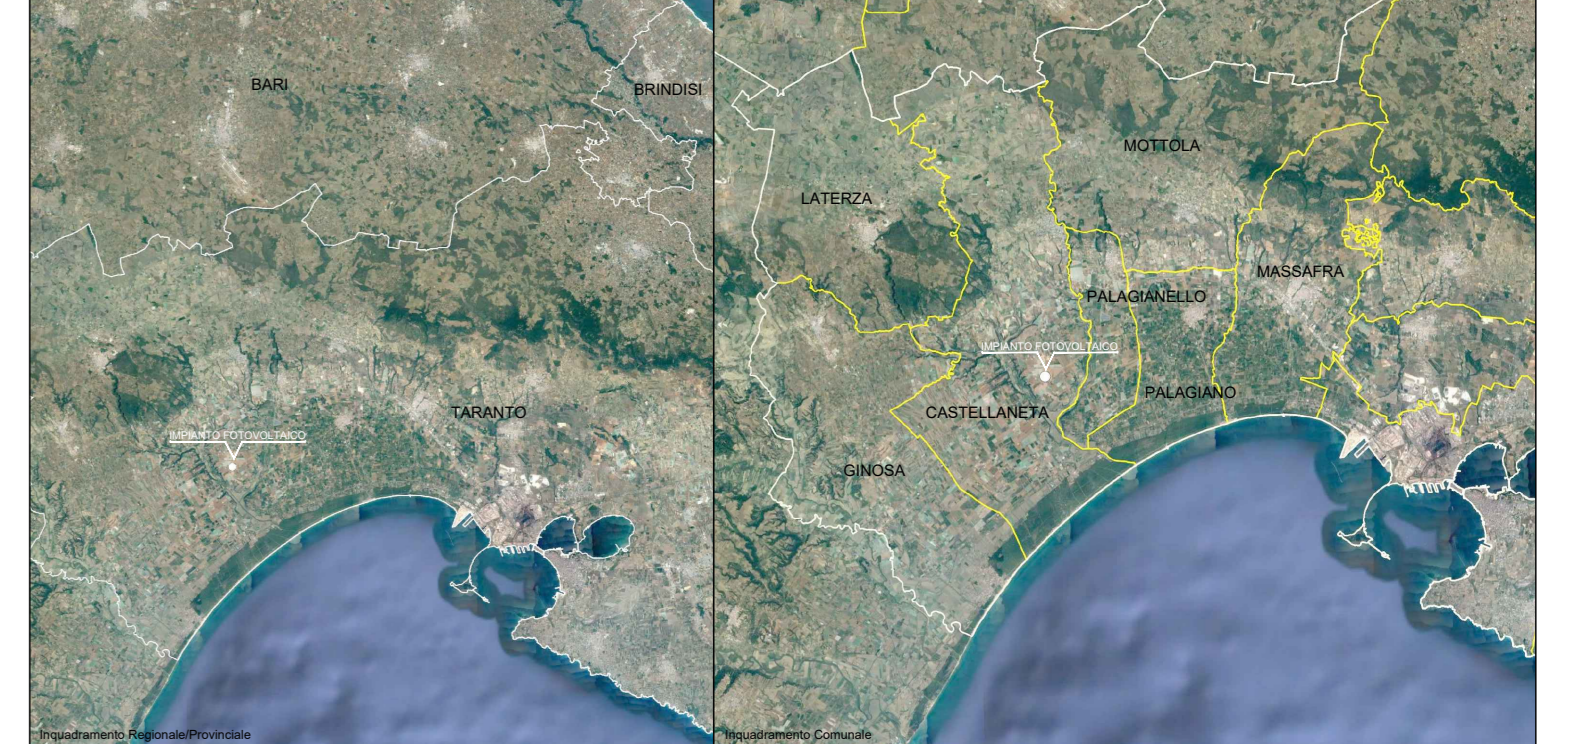 BARI
BRINDISI
TARANTO
IMPIANTO FOTOVOLTAICO
Inquadramento Regionale/Provinciale
MOTTOLA
LATERZA
MASSAFRA
PALAGIANELLO
IMPIANTO FOTOVOLTAICO
PALAGIANO
CASTELLANETA
GINOSA
Inquadramento Comunale